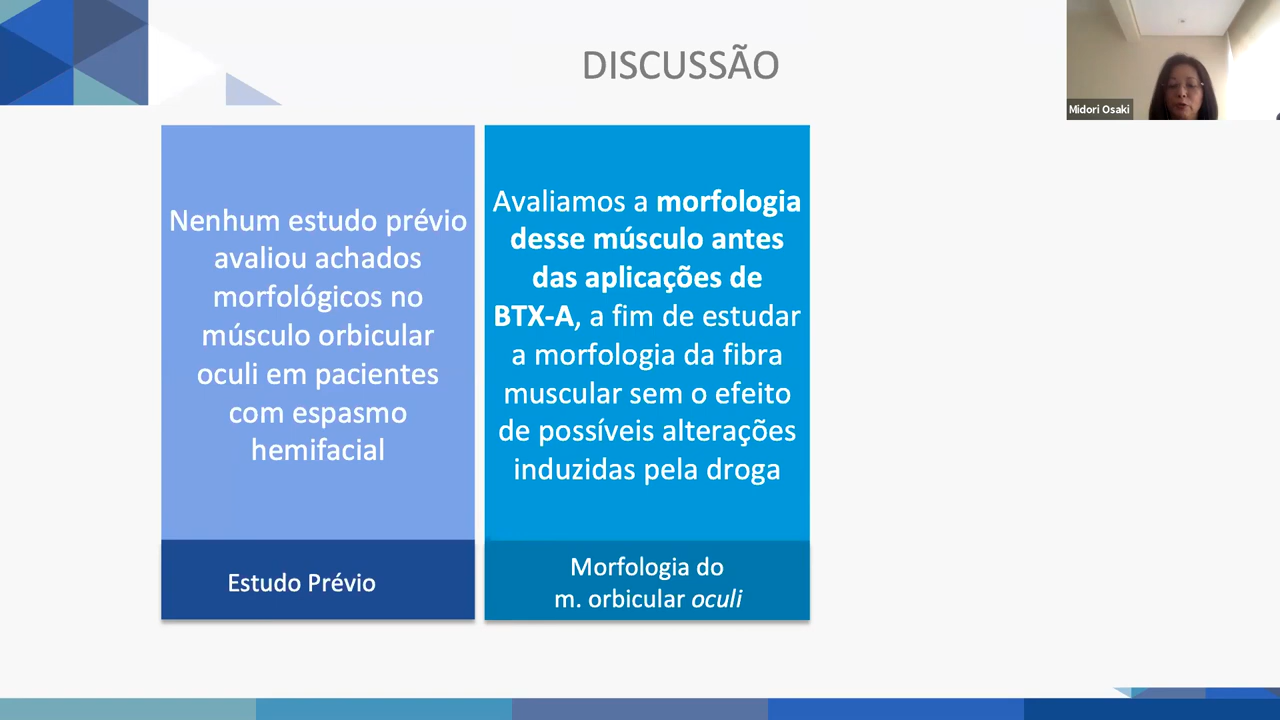 DISCUSSÃO
Midori Osaki
Nenhum estudo prévio
avaliou achados
morfológicos no
músculo orbicular
oculi em pacientes
com espasmo
hemifacial
Estudo Prévio
Avaliamos a morfologia
desse músculo antes
das aplicações de
BTX-A, a fim de estudar
a morfologia da fibra
muscular sem o efeito
de possíveis alterações
induzidas pela droga
Morfologia do
m. orbicular oculi